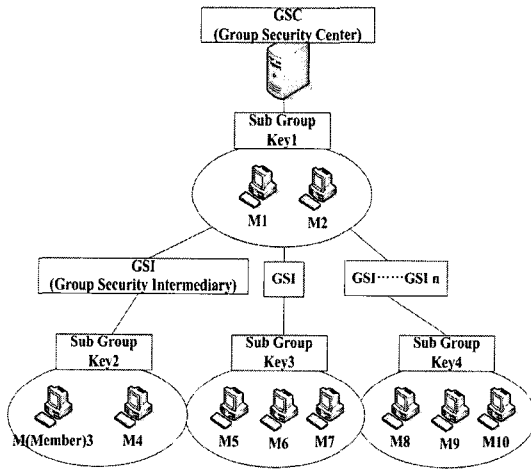 GSC
(Group Security Center)
Sub Group
Key1
M1
M2
GSI
(Group Security Intermediary)
GSI
GSI······GSI n
Sub Group
Key2
Sub Group
Key3
Sub Group
Key4
M(Member)3
M4
M5
M6
M7
M8
M9
M10